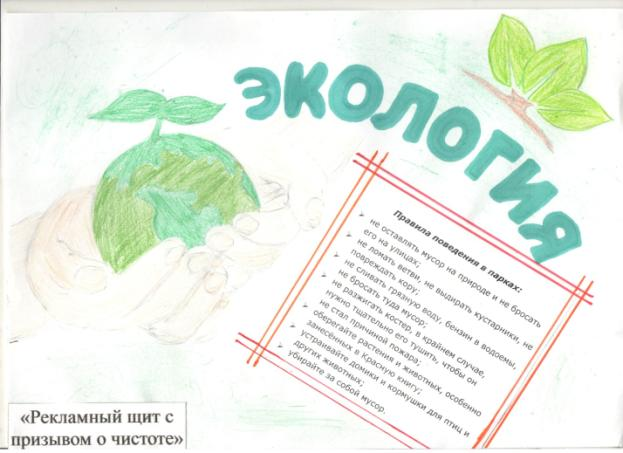 ЭКОЛОГИЯ
Правила поведения в парках:
➤ не оставлять мусор на природе и не бросать
его на улицах;
➤ не ломать ветви, не выдирать кустарники, не
повреждать кору;
➤ не сливать грязную воду, бензин в водоемы,
не бросать туда мусор;
➤ не разжигать костер, в крайнем случае,
нужно тщательно его тушить, чтобы он
не стал причиной пожара;
➤ оберегайте растения и животных, особенно
занесённых в Красную книгу;
➤ устраивайте домики и кормушки для птиц и
других животных;
➤ убирайте за собой мусор.
«Рекламный щит с
призывом о чистоте»